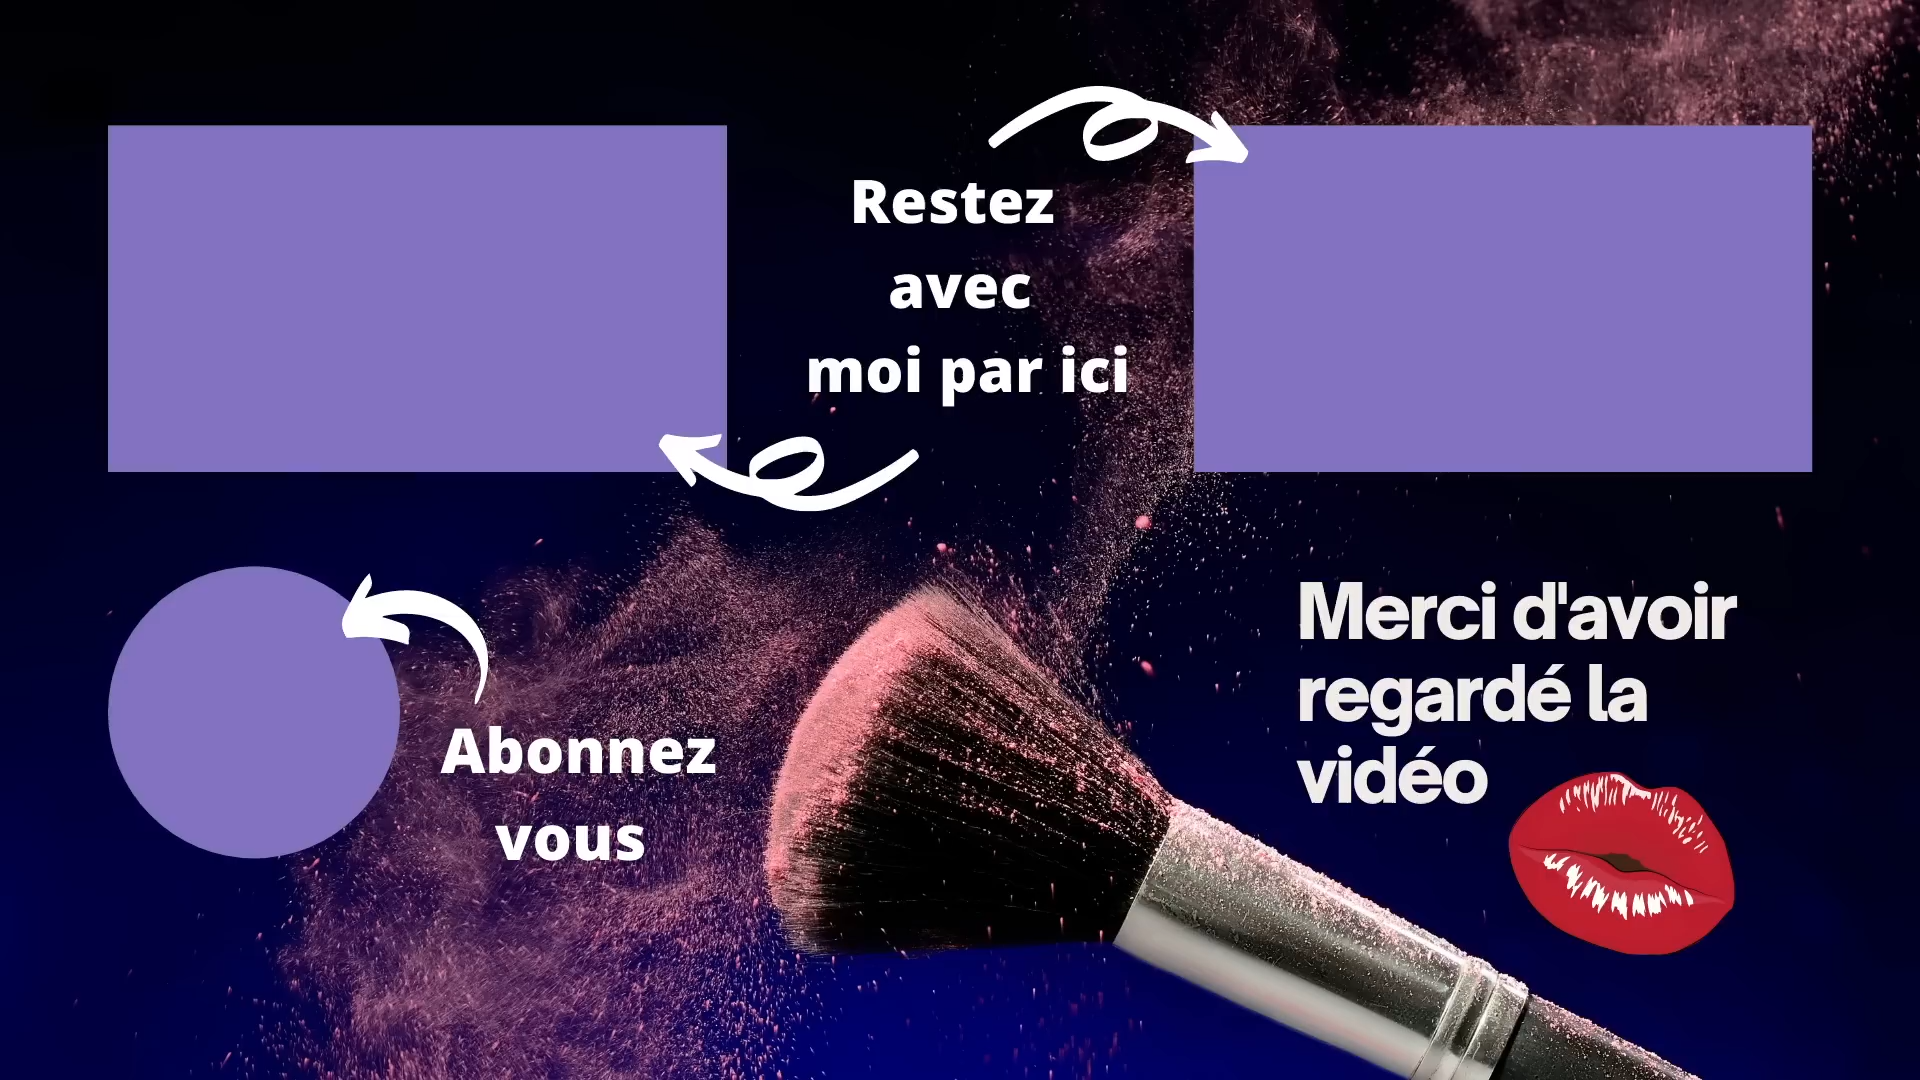 Restez
avec
moi par ici
Abonnez
vous
Merci d'avoir
regardé la
vidéo